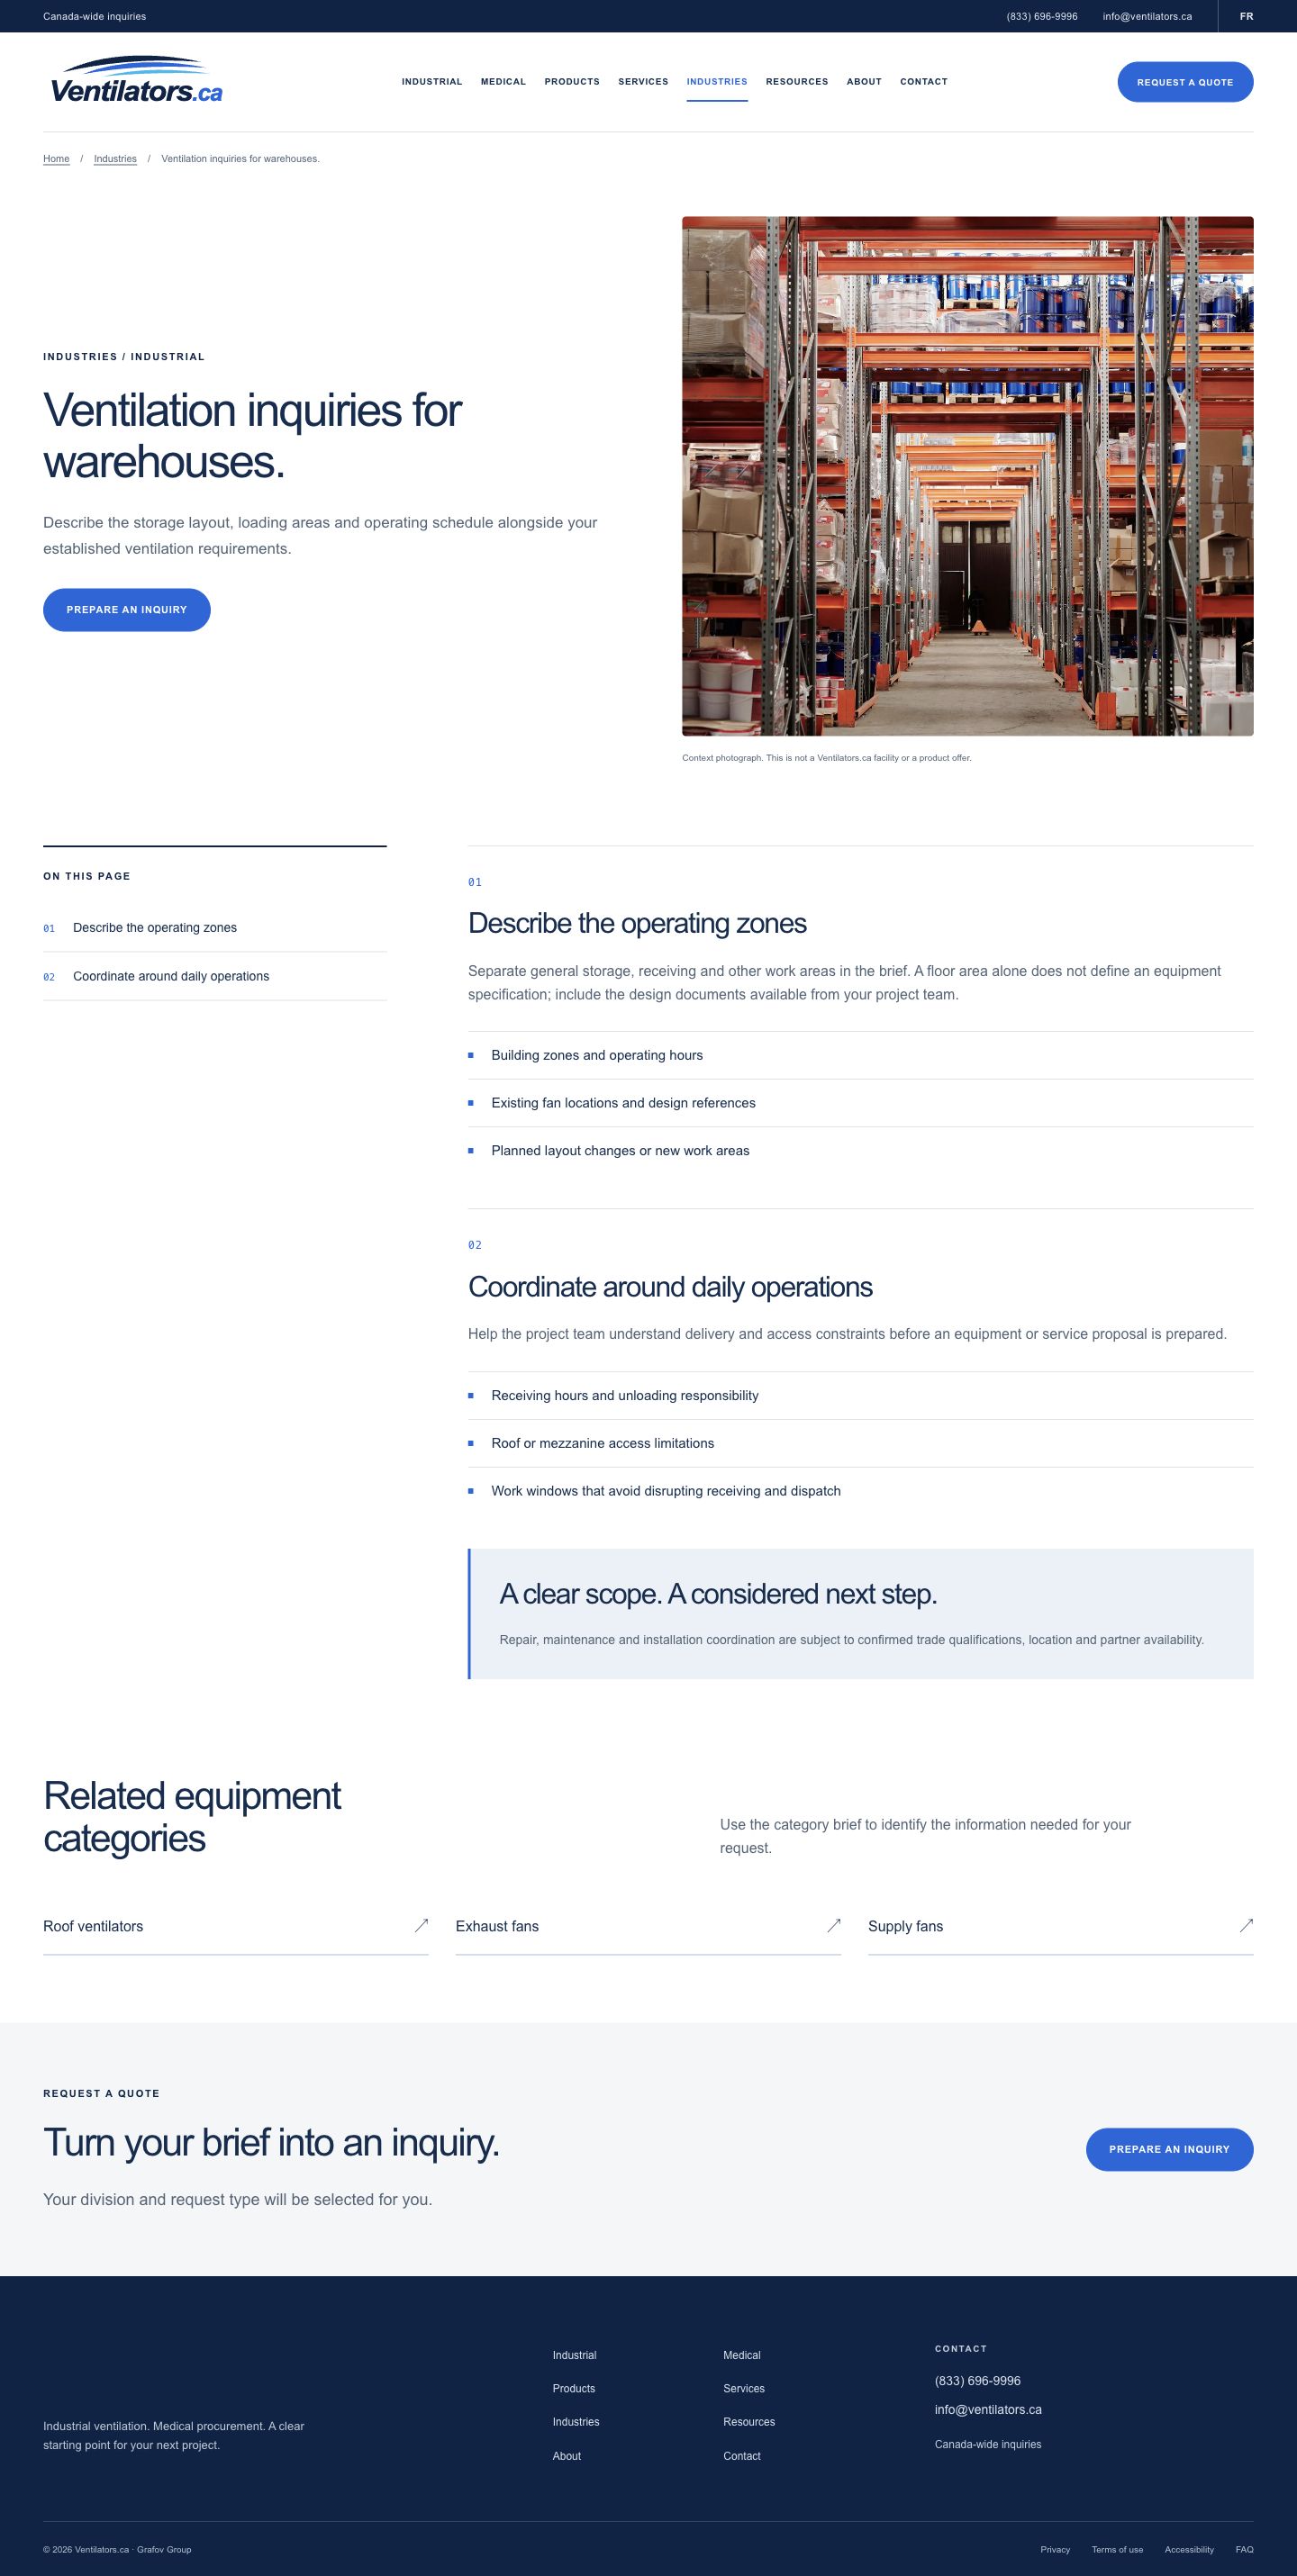 Canada-wide inquiries
(833) 696-9996
info@ventilators.ca
FR
Ventilators.ca
INDUSTRIAL
MEDICAL
PRODUCTS
SERVICES
INDUSTRIES
RESOURCES
ABOUT
CONTACT
REQUEST A QUOTE
Home / Industries / Ventilation inquiries for warehouses.
INDUSTRIES / INDUSTRIAL
Ventilation inquiries for
warehouses.
Describe the storage layout, loading areas and operating schedule alongside your
established ventilation requirements.
PREPARE AN INQUIRY
Context photograph. This is not a Ventilators.ca facility or a product offer.
ON THIS PAGE
01 Describe the operating zones
02 Coordinate around daily operations
01
Describe the operating zones
Separate general storage, receiving and other work areas in the brief. A floor area alone does not define an equipment
specification; include the design documents available from your project team.
Building zones and operating hours
Existing fan locations and design references
Planned layout changes or new work areas
02
Coordinate around daily operations
Help the project team understand delivery and access constraints before an equipment or service proposal is prepared.
Receiving hours and unloading responsibility
Roof or mezzanine access limitations
Work windows that avoid disrupting receiving and dispatch
A clear scope. A considered next step.
Repair, maintenance and installation coordination are subject to confirmed trade qualifications, location and partner availability.
Related equipment
categories
Use the category brief to identify the information needed for your
request.
Roof ventilators
Exhaust fans
Supply fans
REQUEST A QUOTE
Turn your brief into an inquiry.
Your division and request type will be selected for you.
PREPARE AN INQUIRY
Industrial ventilation. Medical procurement. A clear
starting point for your next project.
Industrial
Products
Industries
About
Medical
Services
Resources
Contact
CONTACT
(833) 696-9996
info@ventilators.ca
Canada-wide inquiries
© 2026 Ventilators.ca · Grafov Group
Privacy
Terms of use
Accessibility
FAQ